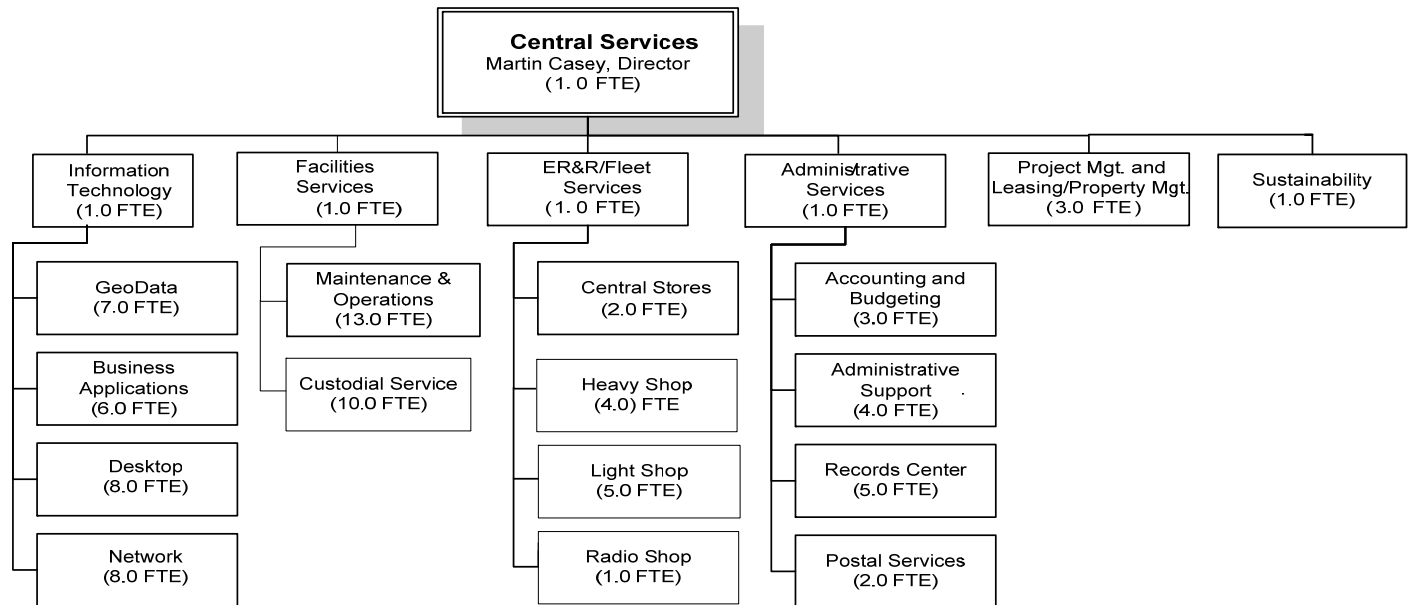 Central Services
Martin Casey, Director
(1. 0 FTE)
Information
Technology
(1.0 FTE)
Facilities
Services
(1.0 FTE)
ER&R/Fleet
Services
(1. 0 FTE)
Administrative
Services
(1.0 FTE)
Project Mgt. and
Leasing/Property Mgt.
(3.0 FTE)
Sustainability
(1.0 FTE)
GeoData
(7.0 FTE)
Business
Applications
(6.0 FTE)
Desktop
(8.0 FTE)
Network
(8.0 FTE)
Maintenance &
Operations
(13.0 FTE)
Custodial Service
(10.0 FTE)
Central Stores
(2.0 FTE)
Heavy Shop
(4.0) FTE
Light Shop
(5.0 FTE)
Radio Shop
(1.0 FTE)
Accounting and
Budgeting
(3.0 FTE)
Administrative
Support .
(4.0 FTE)
Records Center
(5.0 FTE)
Postal Services
(2.0 FTE)